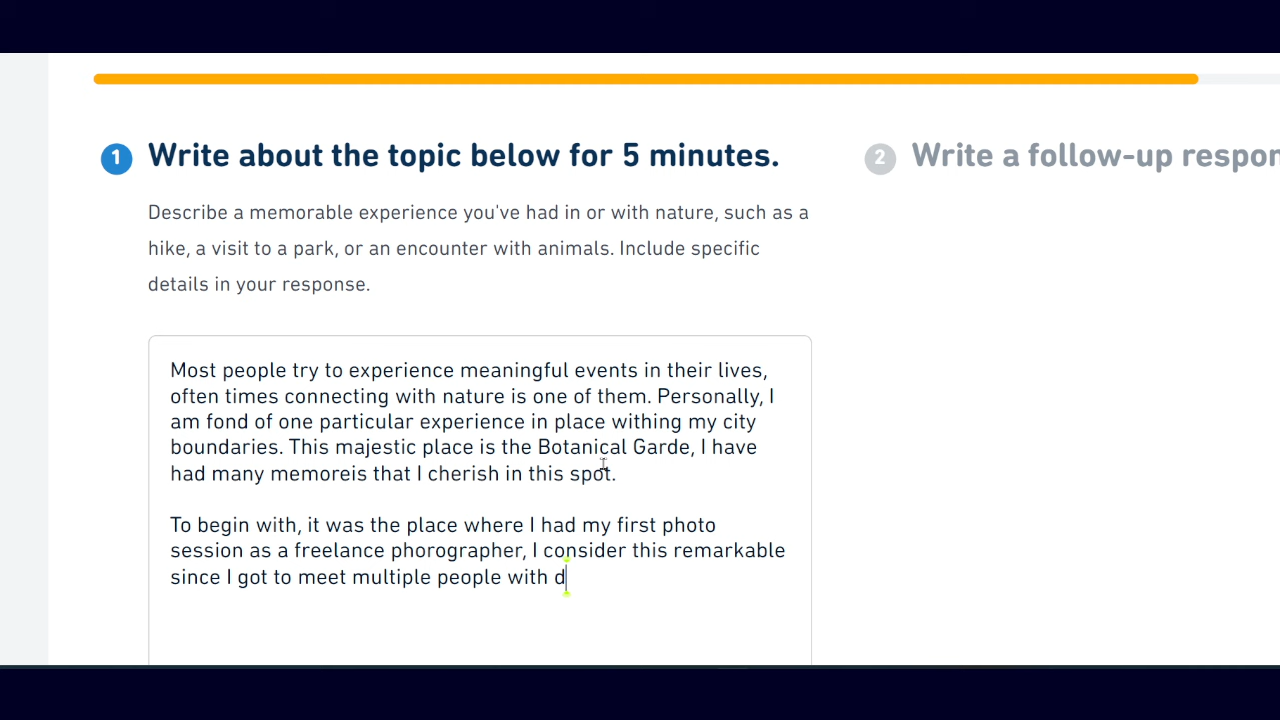 1 Write about the topic below for 5 minutes.
2 Write a follow-up respon
Describe a memorable experience you've had in or with nature, such as a
hike, a visit to a park, or an encounter with animals. Include specific
details in your response.
Most people try to experience meaningful events in their lives,
often times connecting with nature is one of them. Personally, I
am fond of one particular experience in place withing my city
boundaries. This majestic place is the Botanical Garde, I have
had many memoreis that I cherish in this spot.
To begin with, it was the place where I had my first photo
session as a freelance phorographer, I consider this remarkable
since I got to meet multiple people with d